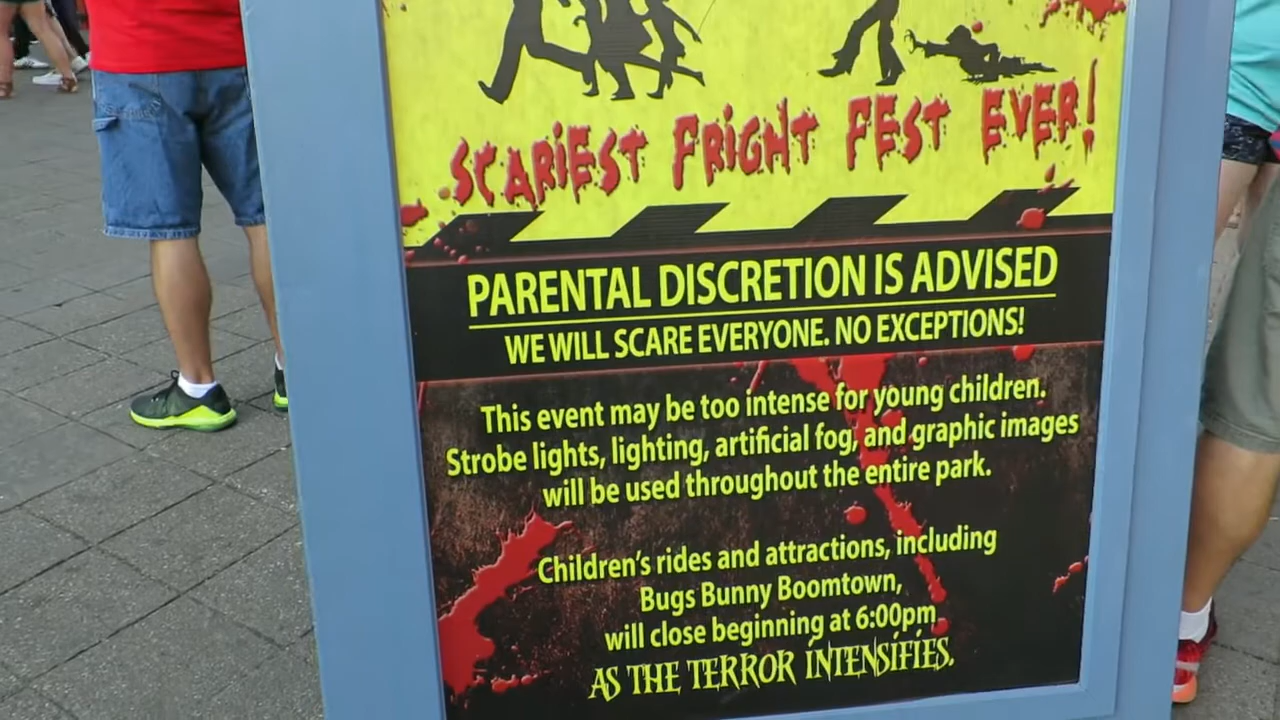 SCARIEST FRIGHT FEST EVER!
PARENTAL DISCRETION IS ADVISED
WE WILL SCARE EVERYONE. NO EXCEPTIONS!
This event may be too intense for young children.
Strobe lights, lighting, artificial fog, and graphic images
will be used throughout the entire park.
Children's rides and attractions, including
Bugs Bunny Boomtown,
will close beginning at 6:00pm
AS THE TERROR INTENSIFIES.